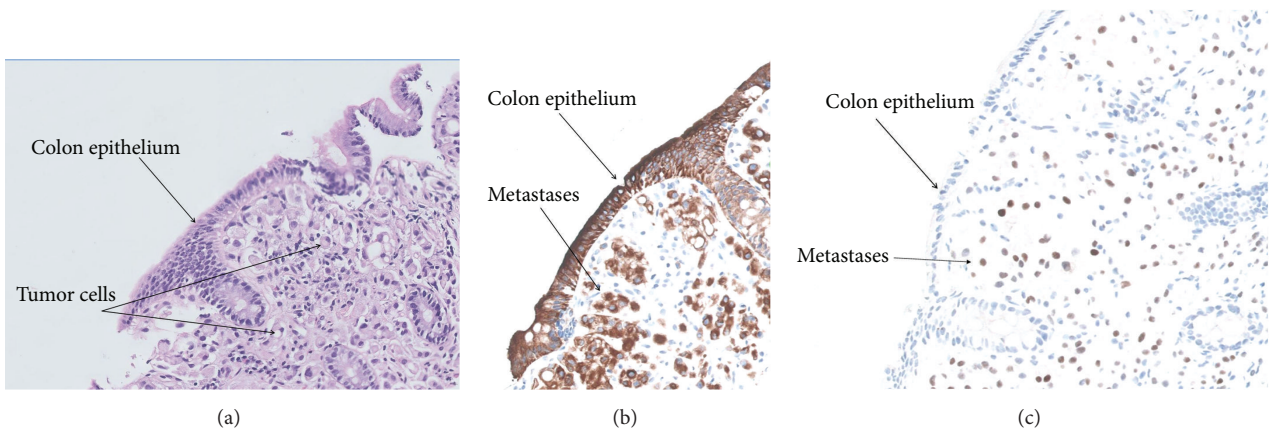 Colon epithelium
Tumor cells
(a)
Colon epithelium
Metastases
(b)
Colon epithelium
Metastases
(c)